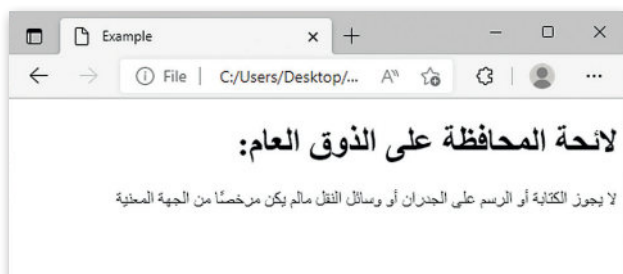 Example
File | C:/Users/Desktop/...
لائحة المحافظة على الذوق العام:
لا يجوز الكتابة أو الرسم على الجدران أو وسائل النقل مالم يكن مرخصًا من الجهة المعنية